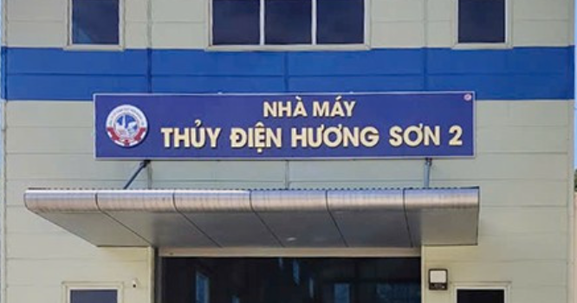 NHÀ MÁY
THỦY ĐIỆN HƯƠNG SƠN 2